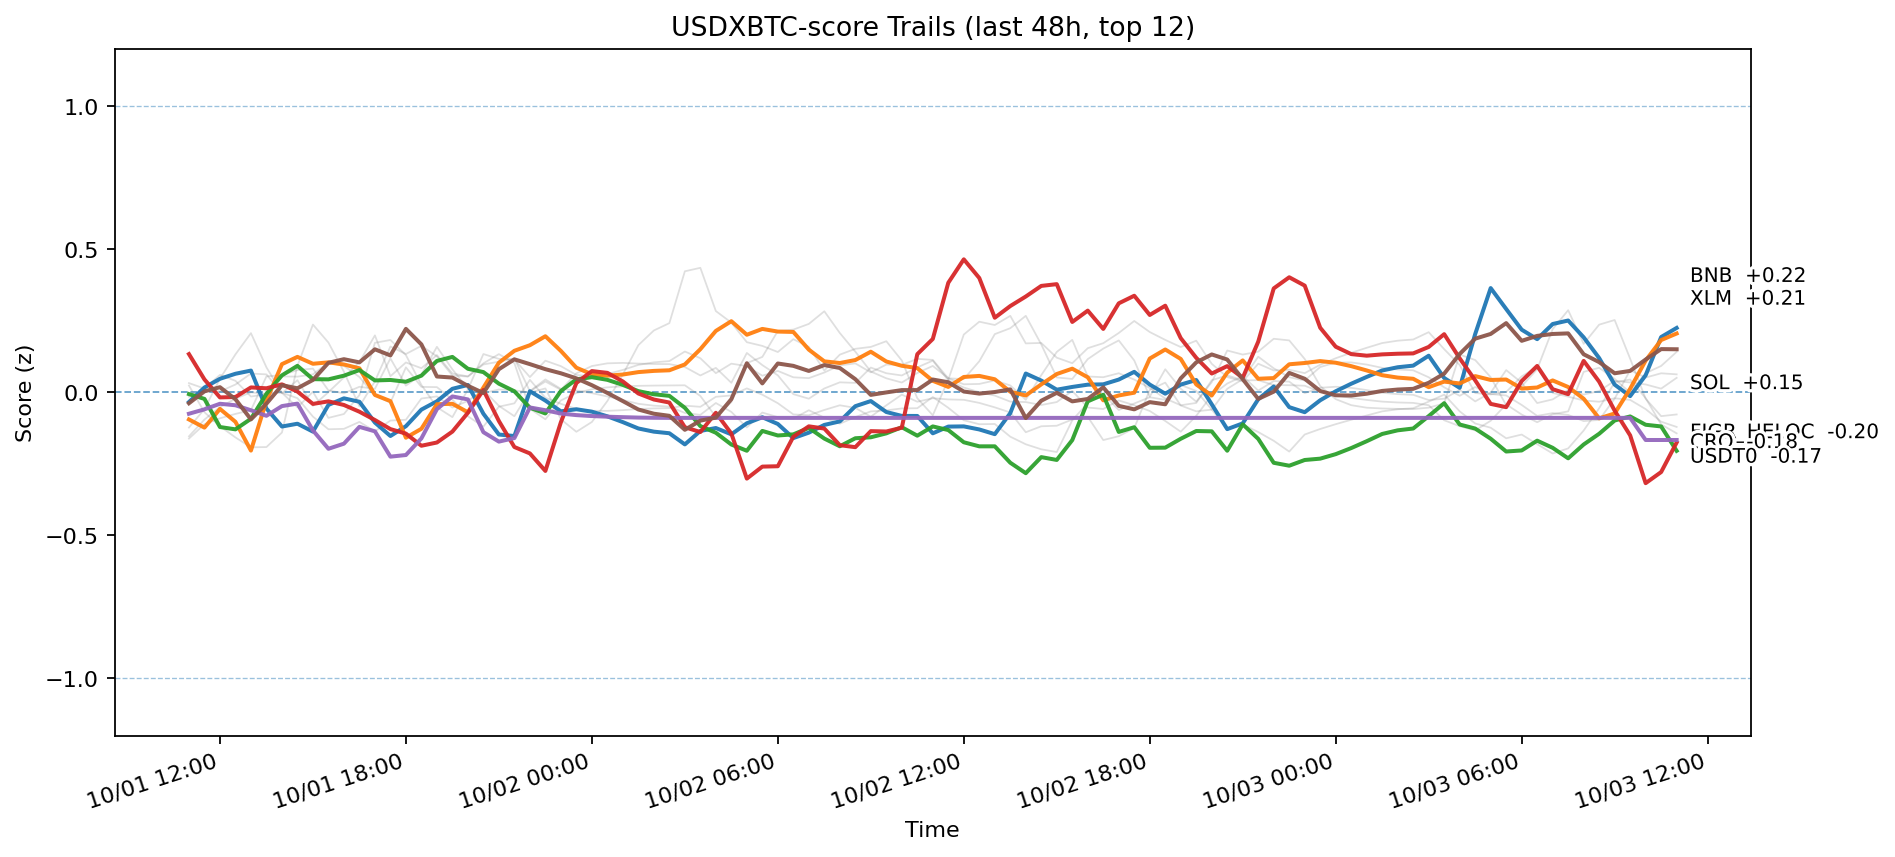 USDXBTC-score Trails (last 48h, top 12)
1.0
0.5
0.0
−0.5
−1.0
Score (z)
BNB +0.22
XLM +0.21
SOL +0.15
FIGR_HELOC -0.20
CRO -0.18
USDT0 -0.17
10/01 12:00
10/01 18:00
10/02 00:00
10/02 06:00
10/02 12:00
10/02 18:00
10/03 00:00
10/03 06:00
10/03 12:00
Time